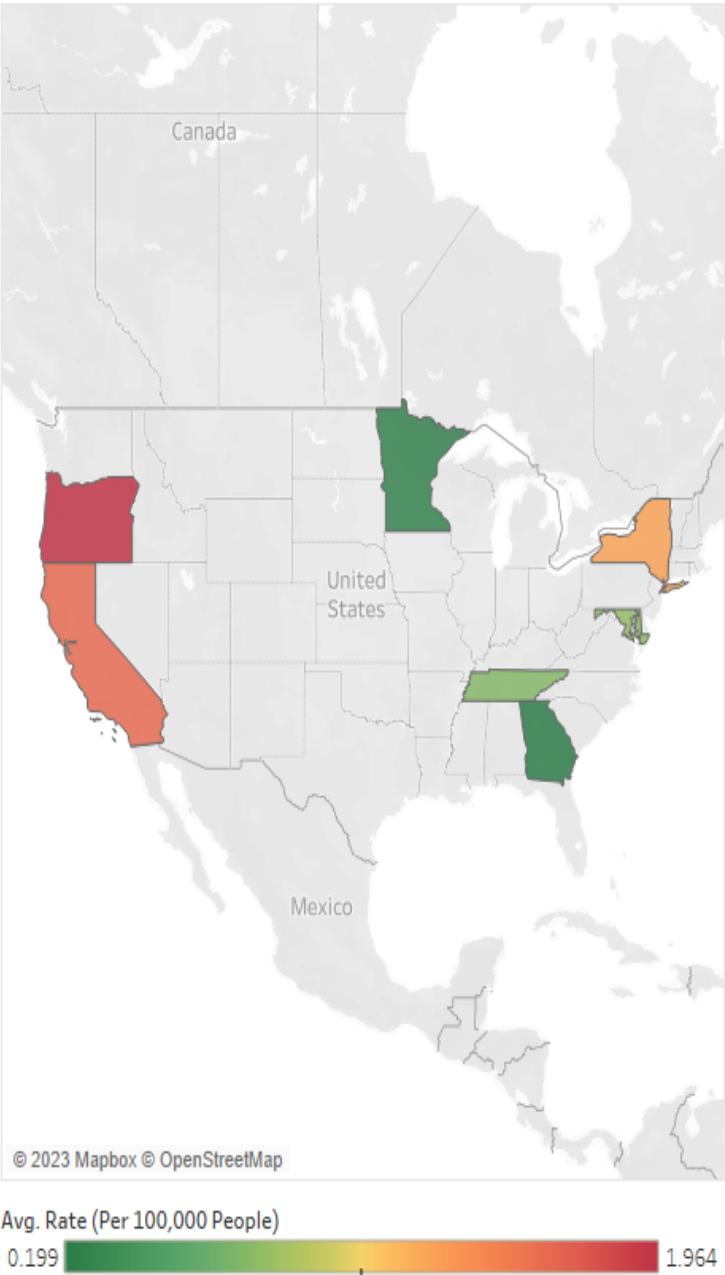 Canada
United
States
Mexico
© 2023 Mapbox © OpenStreetMap
Avg. Rate (Per 100,000 People)
0.199 1.964